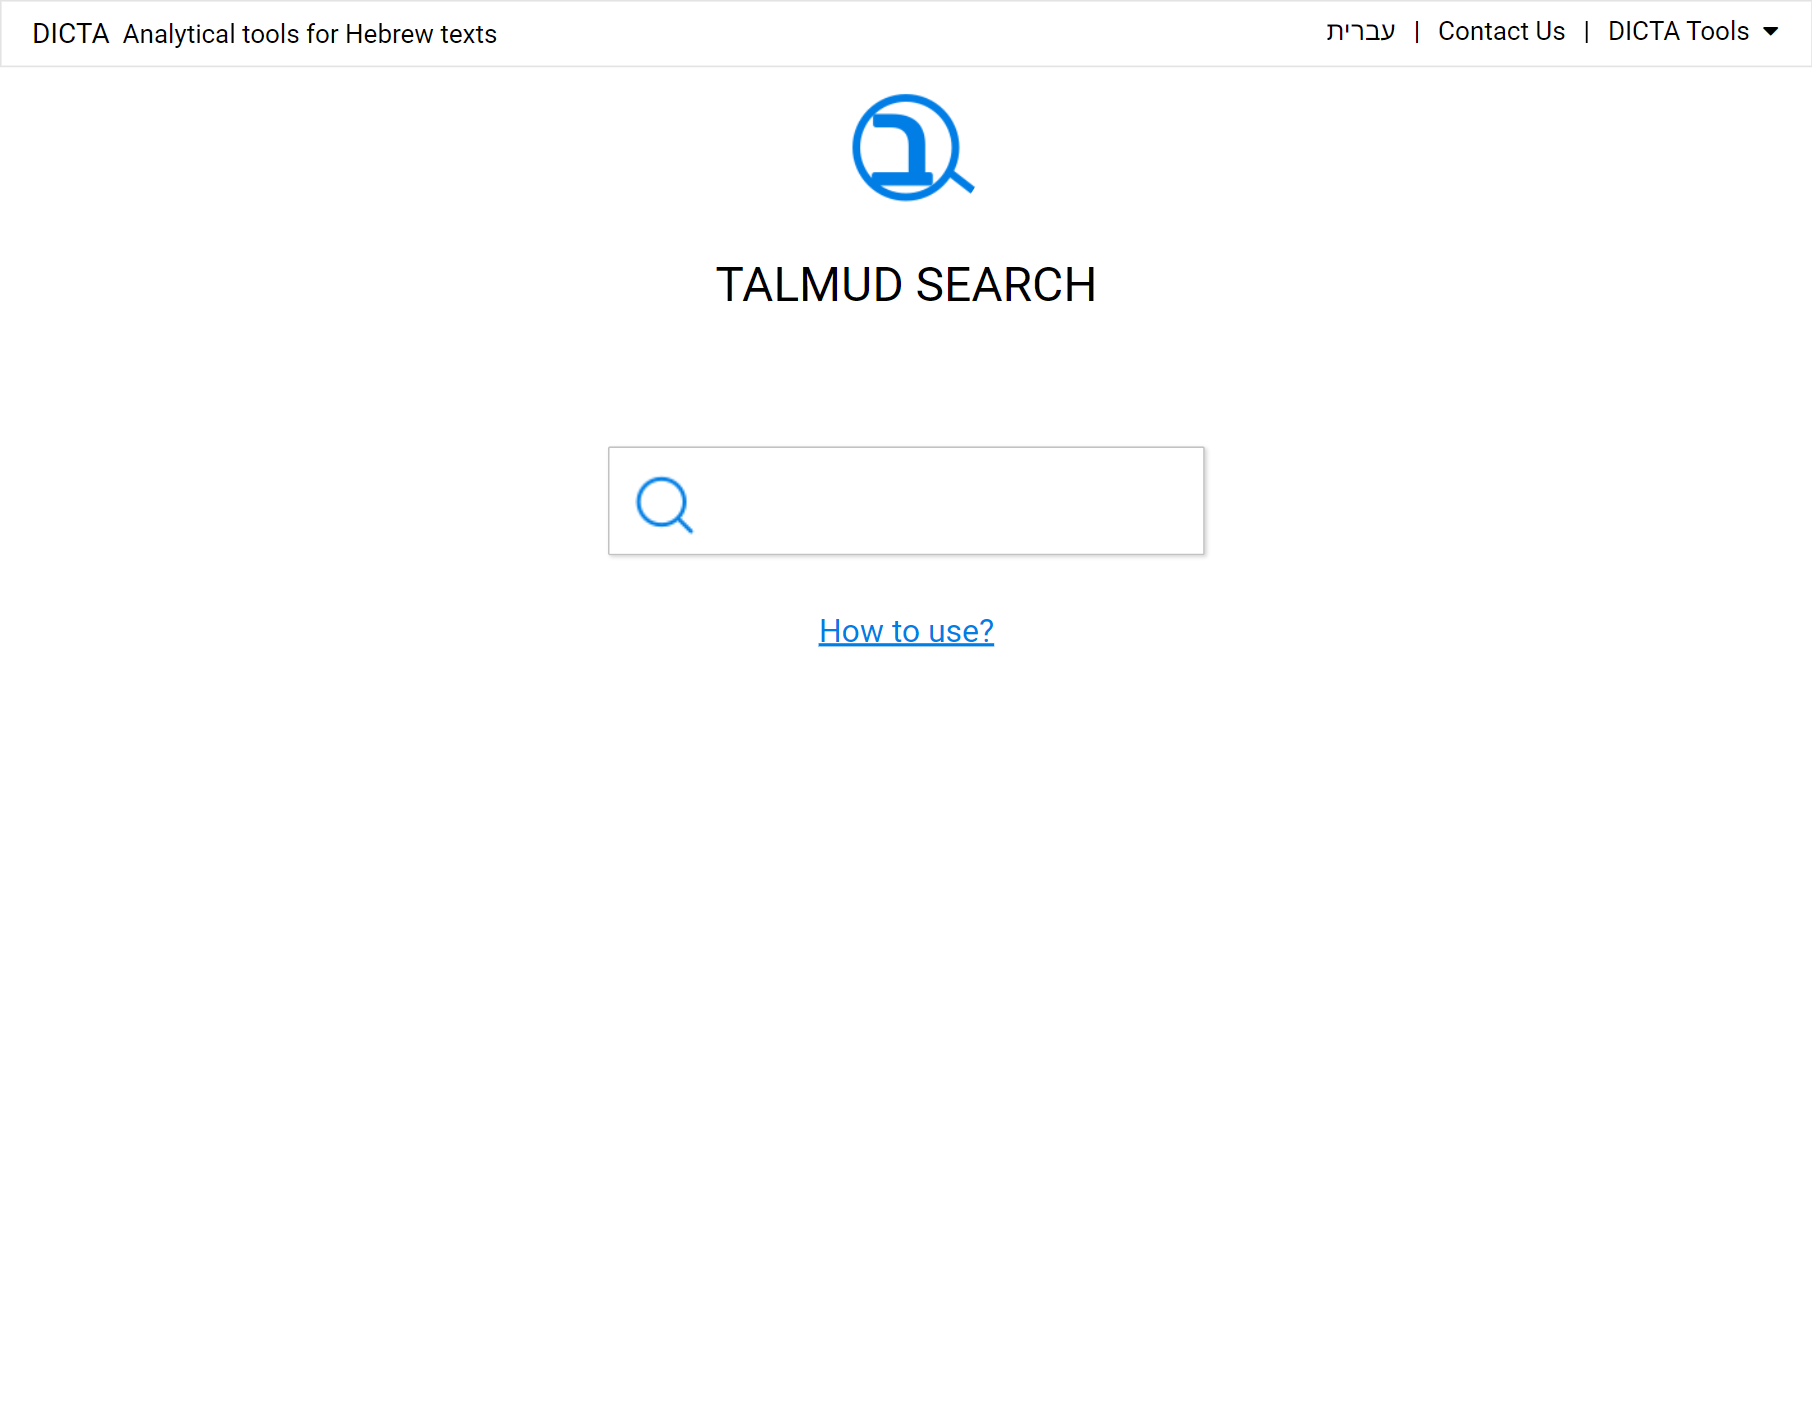 DICTA Analytical tools for Hebrew texts
עברית | Contact Us | DICTA Tools
ב
TALMUD SEARCH
How to use?